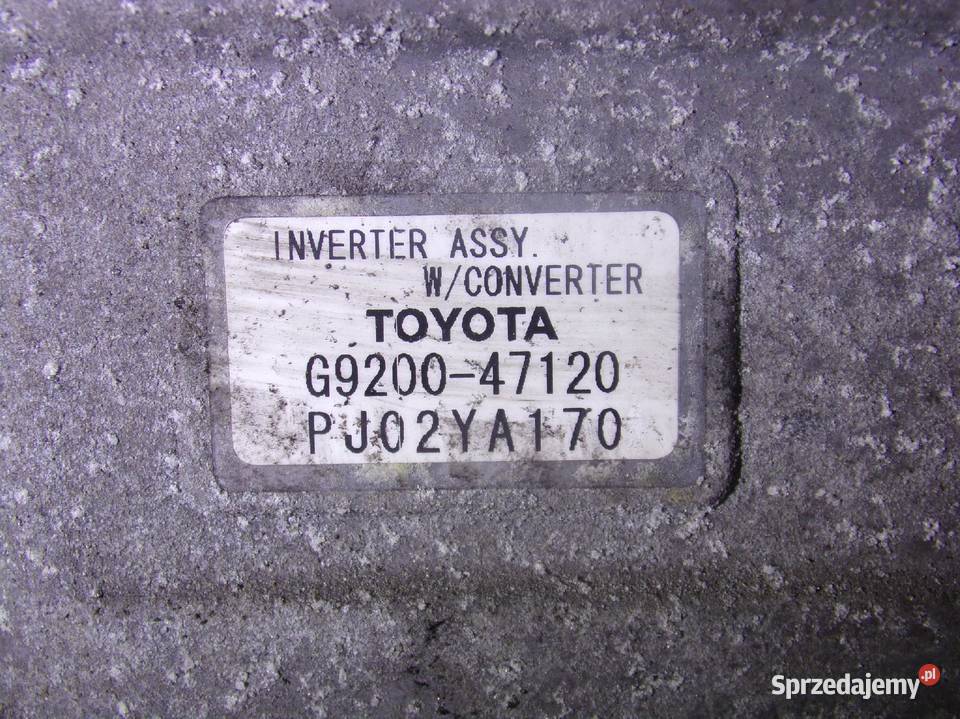 INVERTER ASSY.
W/CONVERTER
TOYOTA
G9200-47120
PJ02YA170
Sprzedajemy.pl